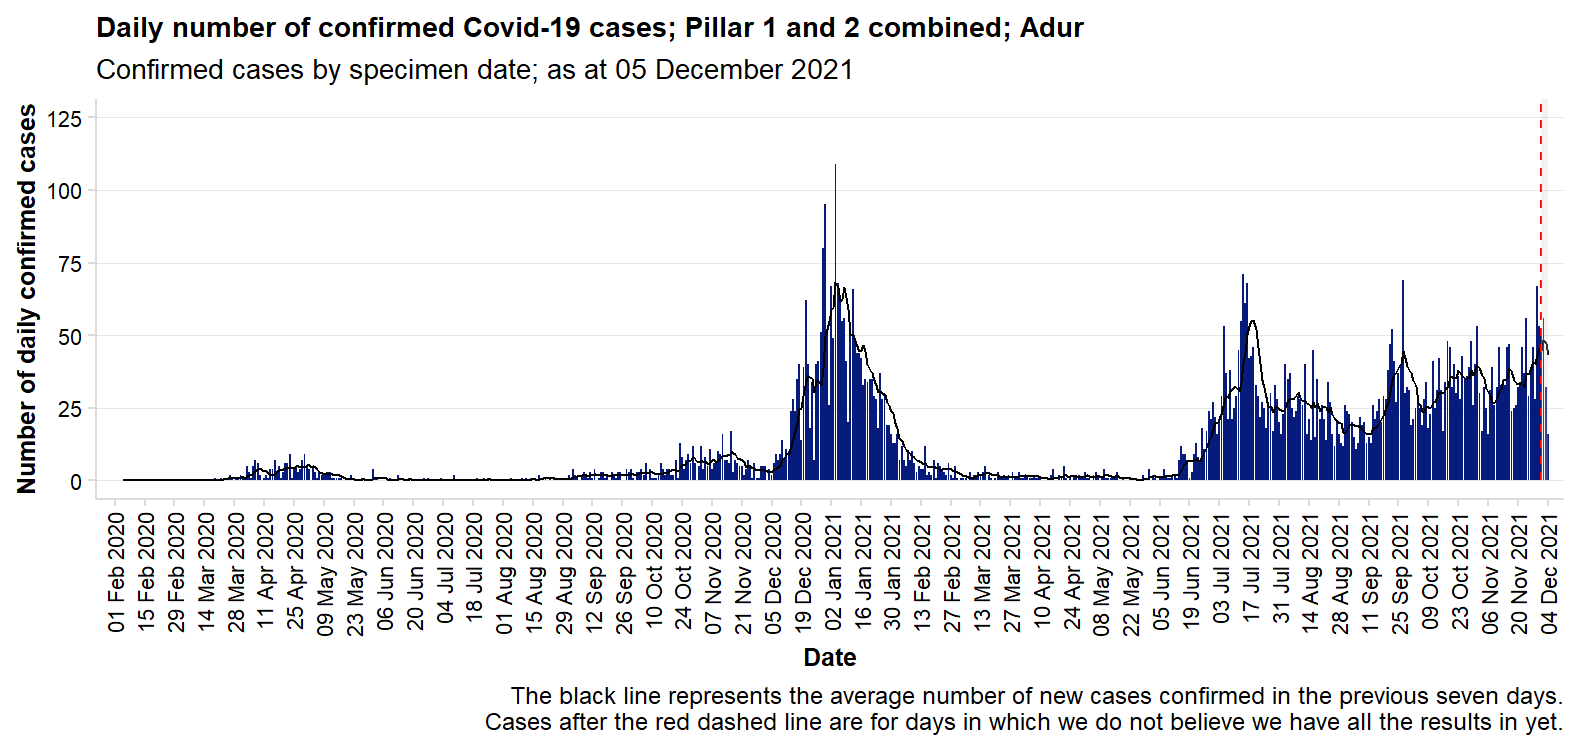 Daily number of confirmed Covid-19 cases; Pillar 1 and 2 combined; Adur
Confirmed cases by specimen date; as at 05 December 2021
Number of daily confirmed cases
125
100
75
50
25
0
01 Feb 2020
15 Feb 2020
29 Feb 2020
14 Mar 2020
28 Mar 2020
11 Apr 2020
25 Apr 2020
09 May 2020
23 May 2020
06 Jun 2020
20 Jun 2020
04 Jul 2020
18 Jul 2020
01 Aug 2020
15 Aug 2020
29 Aug 2020
12 Sep 2020
26 Sep 2020
10 Oct 2020
24 Oct 2020
07 Nov 2020
21 Nov 2020
05 Dec 2020
19 Dec 2020
02 Jan 2021
16 Jan 2021
30 Jan 2021
13 Feb 2021
27 Feb 2021
13 Mar 2021
27 Mar 2021
10 Apr 2021
24 Apr 2021
08 May 2021
22 May 2021
05 Jun 2021
19 Jun 2021
03 Jul 2021
17 Jul 2021
31 Jul 2021
14 Aug 2021
28 Aug 2021
11 Sep 2021
25 Sep 2021
09 Oct 2021
23 Oct 2021
06 Nov 2021
20 Nov 2021
04 Dec 2021
Date
The black line represents the average number of new cases confirmed in the previous seven days.
Cases after the red dashed line are for days in which we do not believe we have all the results in yet.